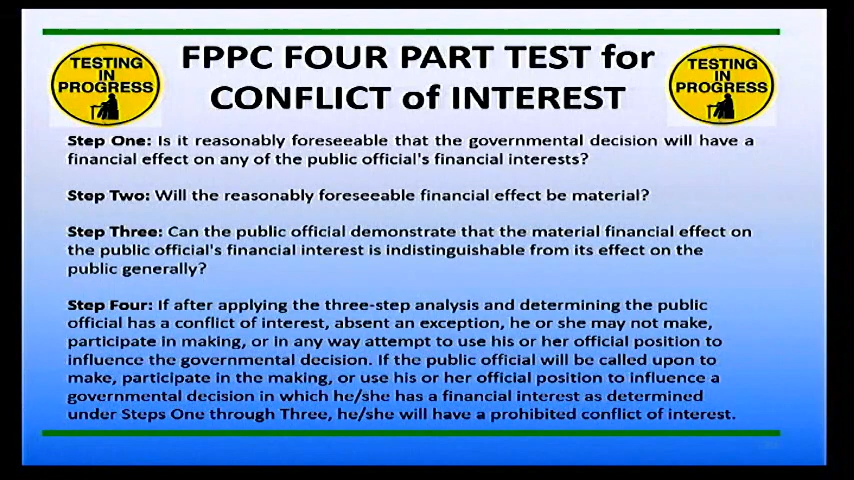 FPPC FOUR PART TEST for
CONFLICT of INTEREST
TESTING
IN
PROGRESS
TESTING
IN
PROGRESS
Step One: Is it reasonably foreseeable that the governmental decision will have a
financial effect on any of the public official's financial interests?
Step Two: Will the reasonably foreseeable financial effect be material?
Step Three: Can the public official demonstrate that the material financial effect on
the public official's financial interest is indistinguishable from its effect on the
public generally?
Step Four: If after applying the three-step analysis and determining the public
official has a conflict of interest, absent an exception, he or she may not make,
participate in making, or in any way attempt to use his or her official position to
influence the governmental decision. If the public official will be called upon to
make, participate in the making, or use his or her official position to influence a
governmental decision in which he/she has a financial interest as determined
under Steps One through Three, he/she will have a prohibited conflict of interest.